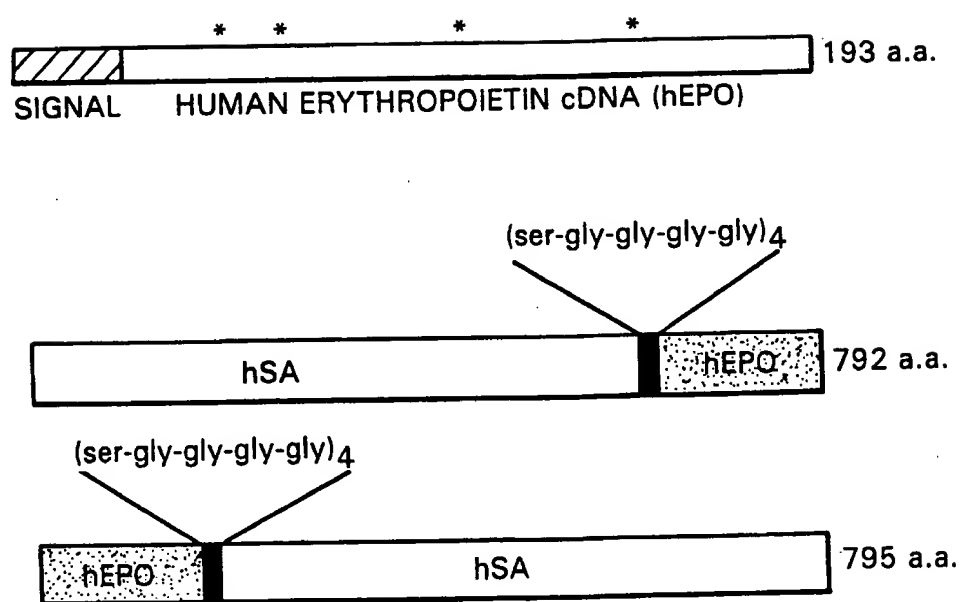 * * * *
193 a.a.
SIGNAL HUMAN ERYTHROPOIETIN cDNA (hEPO)
(ser-gly-gly-gly-gly)4
hSA hEPO 792 a.a.
(ser-gly-gly-gly-gly)4
hEPO hSA 795 a.a.